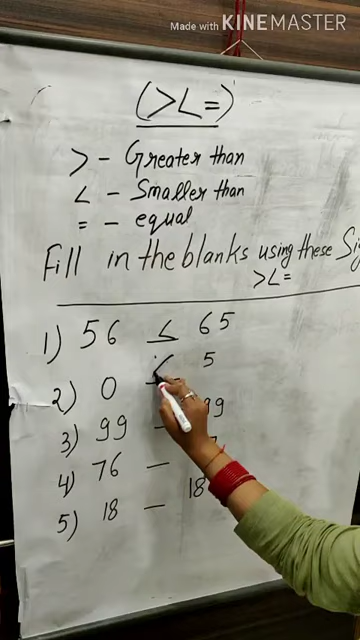 Made with KINEMASTER
(><=)
> - Greater than
< - Smaller than
= - equal
Fill in the blanks using these
><=
1) 56 < 65
2) 0 < 5
3) 99 _ 99
4) 76 _
5) 18 _ 18